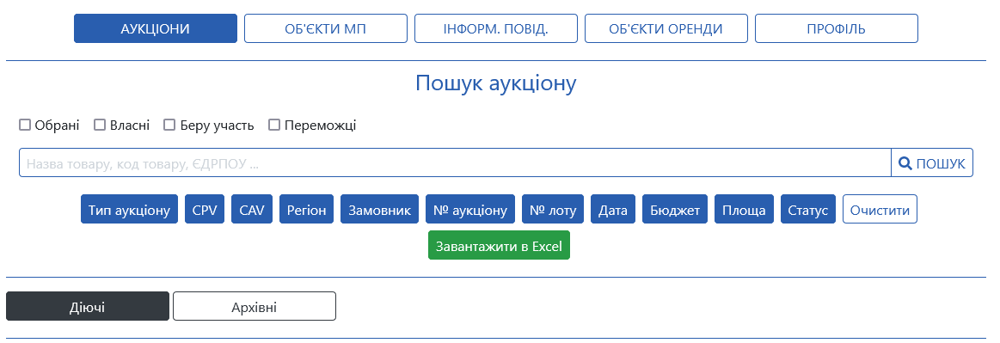 АУКЦІОНИ ОБ'ЄКТИ МП ІНФОРМ. ПОВІД. ОБ'ЄКТИ ОРЕНДИ ПРОФІЛЬ
Пошук аукціону
Обрані Власні Беру участь Переможці
Назва товару, код товару, ЄДРПОУ ... ПОШУК
Тип аукціону CPV CAV Регіон Замовник № аукціону № лоту Дата Бюджет Площа Статус Очистити
Завантажити в Excel
Діючі Архівні